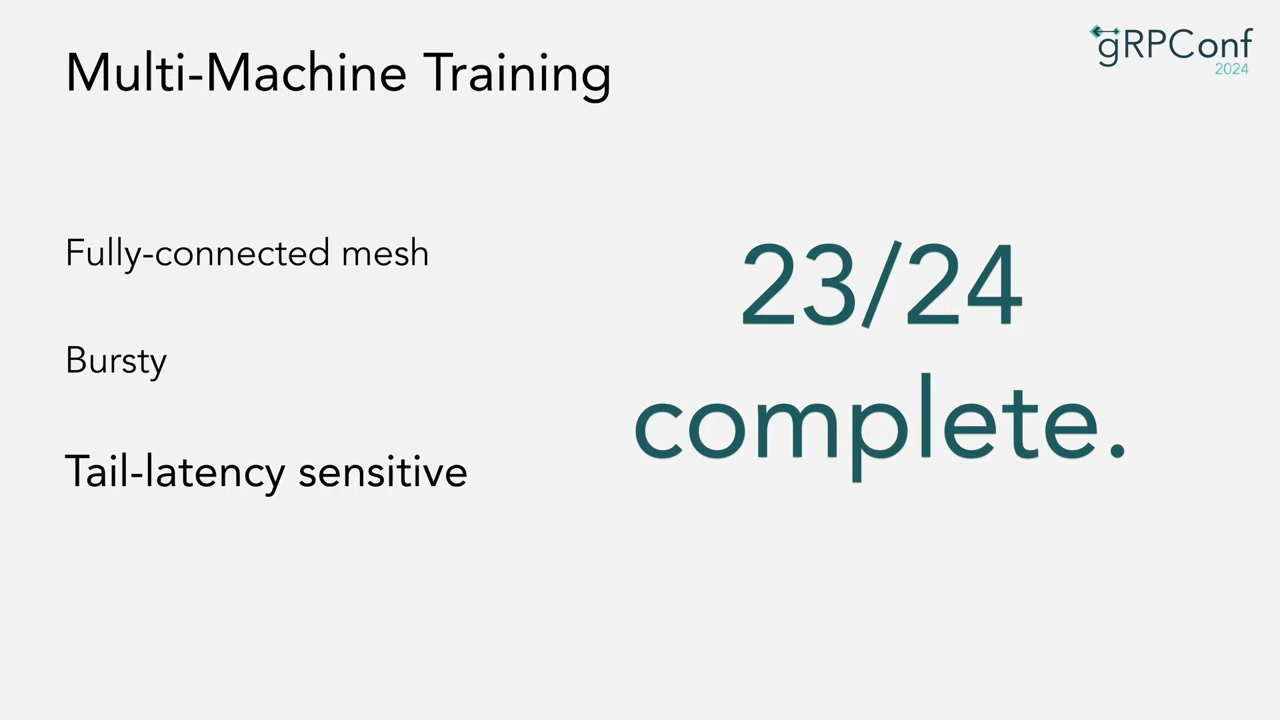 Multi-Machine Training
gRPConf
2024
Fully-connected mesh
Bursty
Tail-latency sensitive
23/24
complete.